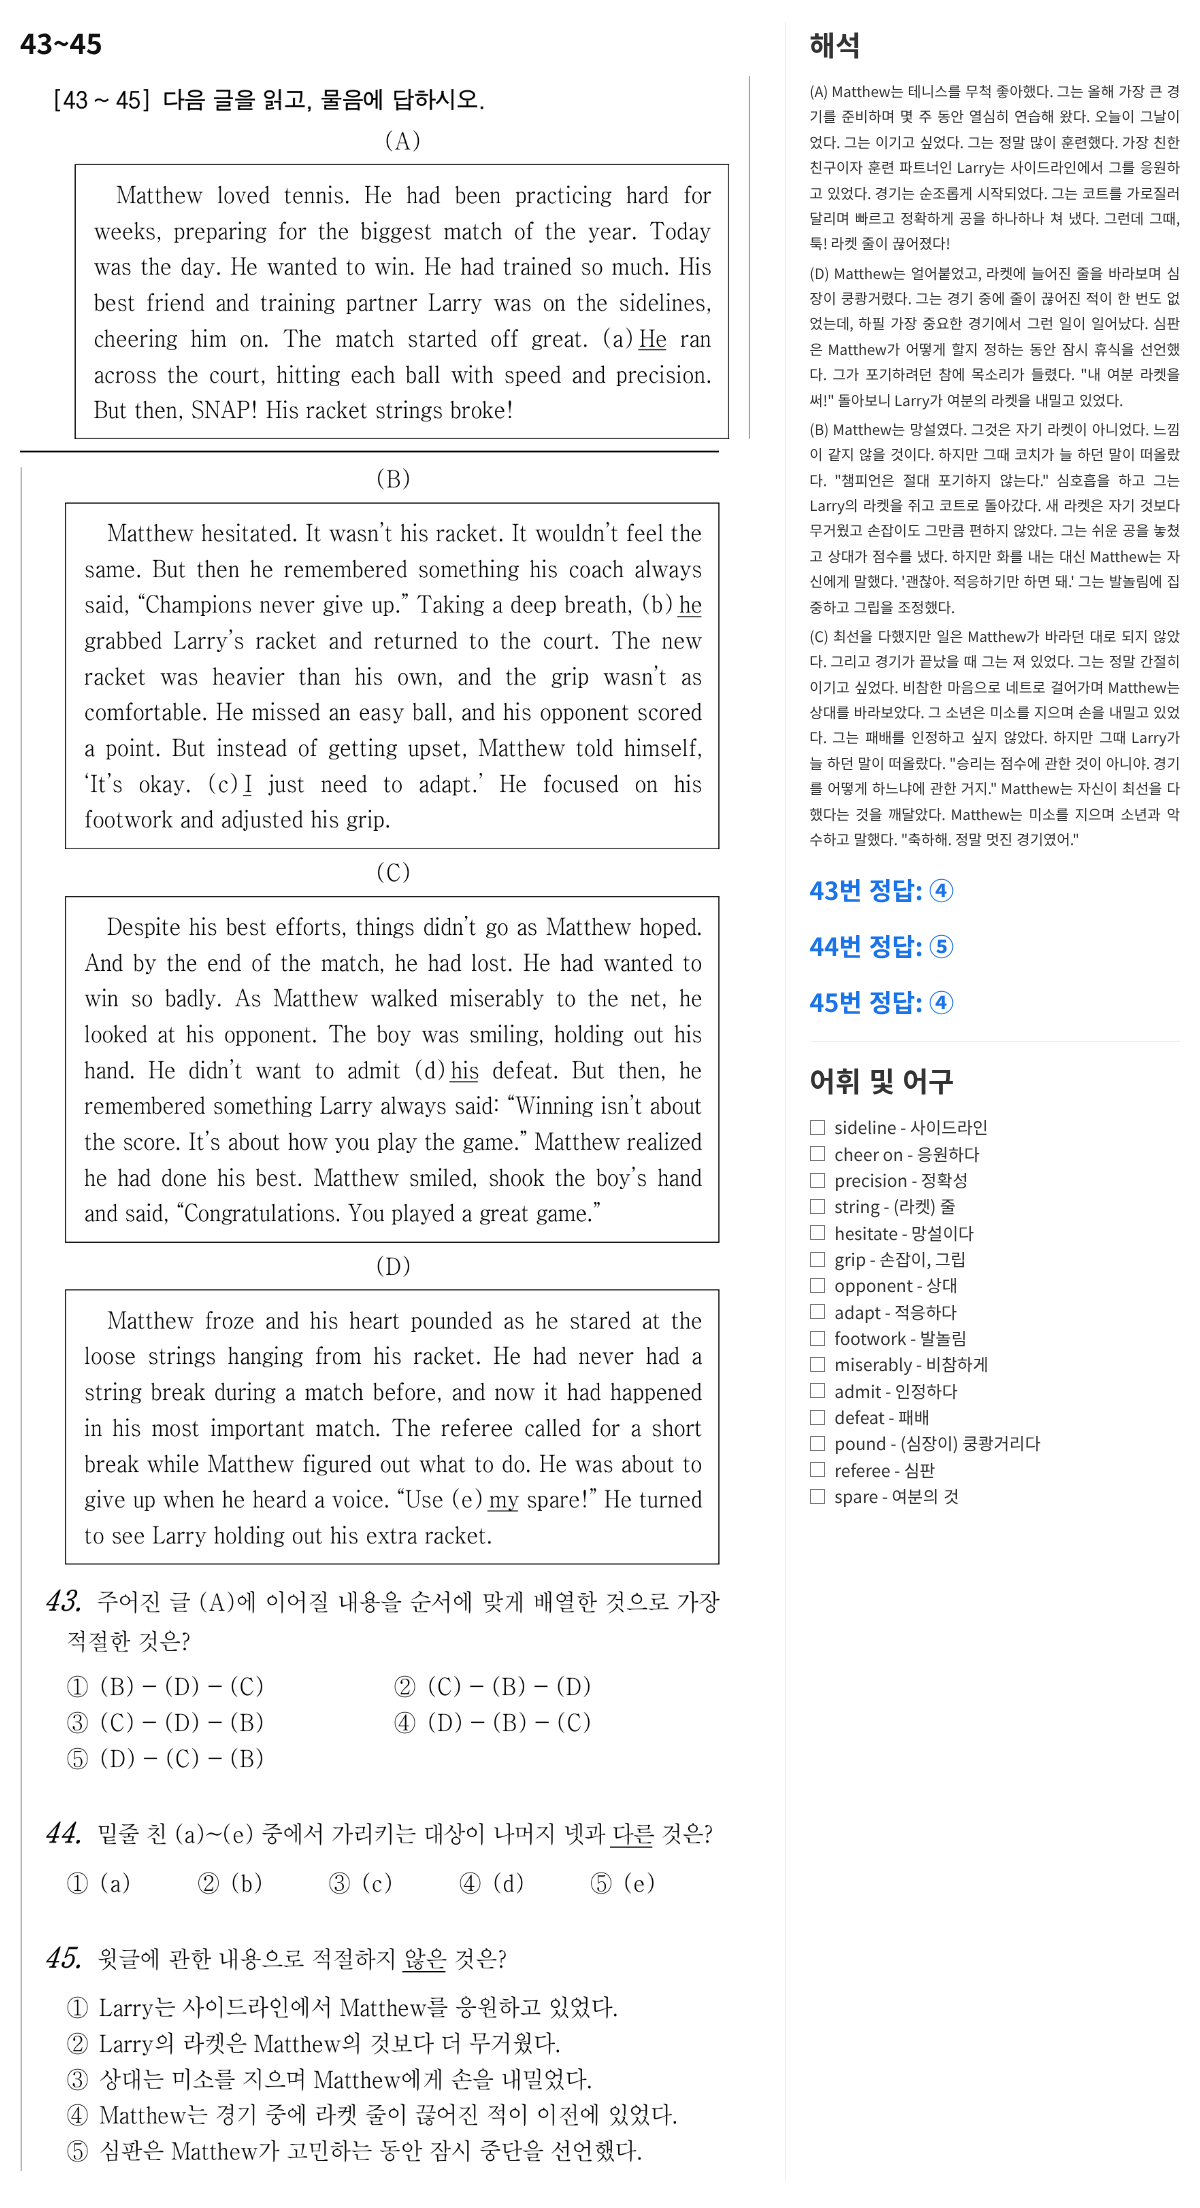 43~45
[43 ~ 45] 다음 글을 읽고, 물음에 답하시오.
(A)
Matthew loved tennis. He had been practicing hard for
weeks, preparing for the biggest match of the year. Today
was the day. He wanted to win. He had trained so much. His
best friend and training partner Larry was on the sidelines,
cheering him on. The match started off great. (a) He ran
across the court, hitting each ball with speed and precision.
But then, SNAP! His racket strings broke!
(B)
Matthew hesitated. It wasn’t his racket. It wouldn’t feel the
same. But then he remembered something his coach always
said, “Champions never give up.” Taking a deep breath, (b) he
grabbed Larry’s racket and returned to the court. The new
racket was heavier than his own, and the grip wasn’t as
comfortable. He missed an easy ball, and his opponent scored
a point. But instead of getting upset, Matthew told himself,
‘It’s okay. (c) I just need to adapt.’ He focused on his
footwork and adjusted his grip.
(C)
Despite his best efforts, things didn’t go as Matthew hoped.
And by the end of the match, he had lost. He had wanted to
win so badly. As Matthew walked miserably to the net, he
looked at his opponent. The boy was smiling, holding out his
hand. He didn’t want to admit (d) his defeat. But then, he
remembered something Larry always said: “Winning isn’t about
the score. It’s about how you play the game.” Matthew realized
he had done his best. Matthew smiled, shook the boy’s hand
and said, “Congratulations. You played a great game.”
(D)
Matthew froze and his heart pounded as he stared at the
loose strings hanging from his racket. He had never had a
string break during a match before, and now it had happened
in his most important match. The referee called for a short
break while Matthew figured out what to do. He was about to
give up when he heard a voice. “Use (e) my spare!” He turned
to see Larry holding out his extra racket.
43. 주어진 글 (A)에 이어질 내용을 순서에 맞게 배열한 것으로 가장
적절한 것은?
① (B) - (D) - (C) ② (C) - (B) - (D)
③ (C) - (D) - (B) ④ (D) - (B) - (C)
⑤ (D) - (C) - (B)
44. 밑줄 친 (a)~(e) 중에서 가리키는 대상이 나머지 넷과 다른 것은?
① (a) ② (b) ③ (c) ④ (d) ⑤ (e)
45. 윗글에 관한 내용으로 적절하지 않은 것은?
① Larry는 사이드라인에서 Matthew를 응원하고 있었다.
② Larry의 라켓은 Matthew의 것보다 더 무거웠다.
③ 상대는 미소를 지으며 Matthew에게 손을 내밀었다.
④ Matthew는 경기 중에 라켓 줄이 끊어진 적이 이전에 있었다.
⑤ 심판은 Matthew가 고민하는 동안 잠시 중단을 선언했다.
해석
(A) Matthew는 테니스를 무척 좋아했다. 그는 올해 가장 큰 경
기를 준비하며 몇 주 동안 열심히 연습해 왔다. 오늘이 그날이
었다. 그는 이기고 싶었다. 그는 정말 많이 훈련했다. 가장 친한
친구이자 훈련 파트너인 Larry는 사이드라인에서 그를 응원하
고 있었다. 경기는 순조롭게 시작되었다. 그는 코트를 가로질러
달리며 빠르고 정확하게 공을 하나하나 쳐 냈다. 그런데 그때,
툭! 라켓 줄이 끊어졌다!
(D) Matthew는 얼어붙었고, 라켓에 늘어진 줄을 바라보며 심
장이 쿵쾅거렸다. 그는 경기 중에 줄이 끊어진 적이 한 번도 없
었는데, 하필 가장 중요한 경기에서 그런 일이 일어났다. 심판
은 Matthew가 어떻게 할지 정하는 동안 잠시 휴식을 선언했
다. 그가 포기하려던 참에 목소리가 들렸다. "내 여분 라켓을
써!" 돌아보니 Larry가 여분의 라켓을 내밀고 있었다.
(B) Matthew는 망설였다. 그것은 자기 라켓이 아니었다. 느낌
이 같지 않을 것이다. 하지만 그때 코치가 늘 하던 말이 떠올랐
다. "챔피언은 절대 포기하지 않는다." 심호흡을 하고 그는
Larry의 라켓을 쥐고 코트로 돌아갔다. 새 라켓은 자기 것보다
무거웠고 손잡이도 그만큼 편하지 않았다. 그는 쉬운 공을 놓쳤
고 상대가 점수를 냈다. 하지만 화를 내는 대신 Matthew는 자
신에게 말했다. '괜찮아. 적응하기만 하면 돼.' 그는 발놀림에 집
중하고 그립을 조정했다.
(C) 최선을 다했지만 일은 Matthew가 바라던 대로 되지 않았
다. 그리고 경기가 끝났을 때 그는 져 있었다. 그는 정말 간절히
이기고 싶었다. 비참한 마음으로 네트로 걸어가며 Matthew는
상대를 바라보았다. 그 소년은 미소를 지으며 손을 내밀고 있었
다. 그는 패배를 인정하고 싶지 않았다. 하지만 그때 Larry가
늘 하던 말이 떠올랐다. "승리는 점수에 관한 것이 아니야. 경기
를 어떻게 하느냐에 관한 거지." Matthew는 자신이 최선을 다
했다는 것을 깨달았다. Matthew는 미소를 지으며 소년과 악
수하고 말했다. "축하해. 정말 멋진 경기였어."
43번 정답: ④
44번 정답: ⑤
45번 정답: ④
어휘 및 어구
□ sideline - 사이드라인
□ cheer on - 응원하다
□ precision - 정확성
□ string - (라켓) 줄
□ hesitate - 망설이다
□ grip - 손잡이, 그립
□ opponent - 상대
□ adapt - 적응하다
□ footwork - 발놀림
□ miserably - 비참하게
□ admit - 인정하다
□ defeat - 패배
□ pound - (심장이) 쿵쾅거리다
□ referee - 심판
□ spare - 여분의 것